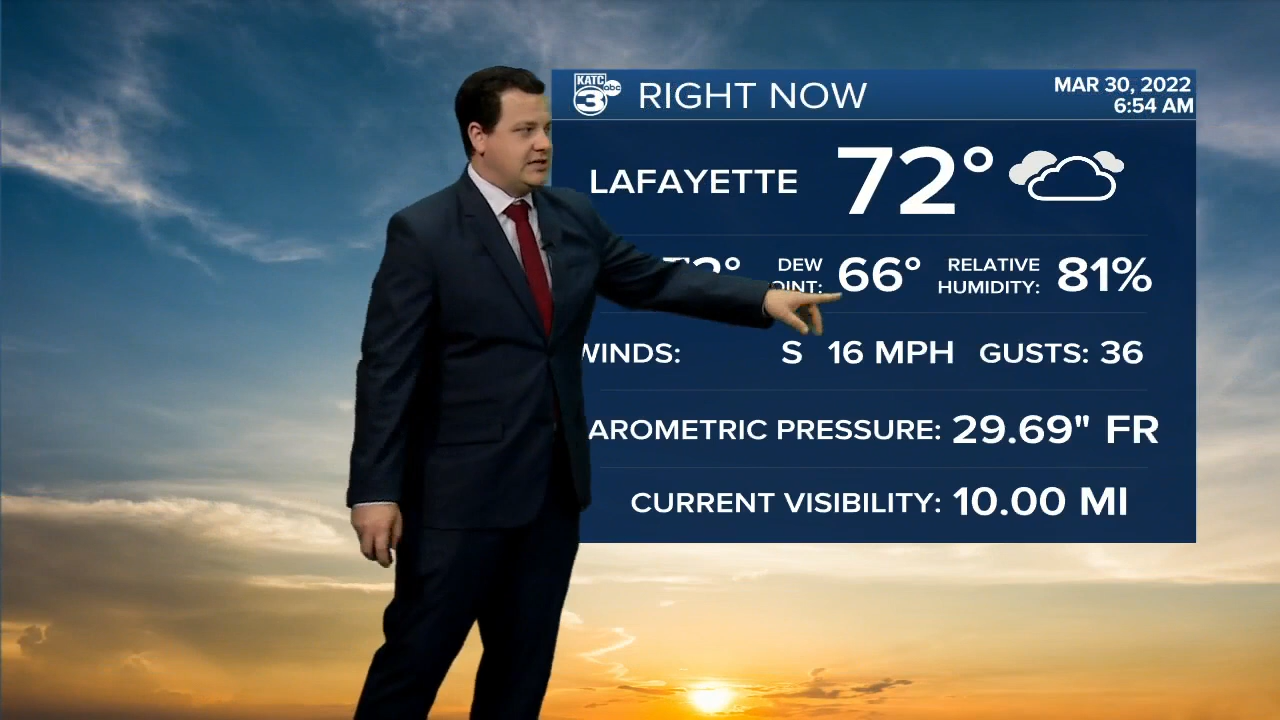 KATC 3 abc RIGHT NOW
MAR 30, 2022
6:54 AM
LAFAYETTE 72°
DEW 66° RELATIVE 81%
OINT: HUMIDITY:
WINDS: S 16 MPH GUSTS: 36
AROMETRIC PRESSURE: 29.69" FR
CURRENT VISIBILITY: 10.00 MI